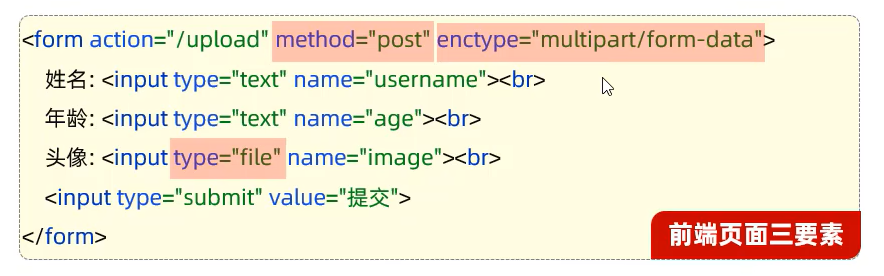 <form action="/upload" method="post" enctype="multipart/form-data">
姓名: <input type="text" name="username"><br>
年龄: <input type="text" name="age"><br>
头像: <input type="file" name="image"><br>
<input type="submit" value="提交">
</form>
前端页面三要素